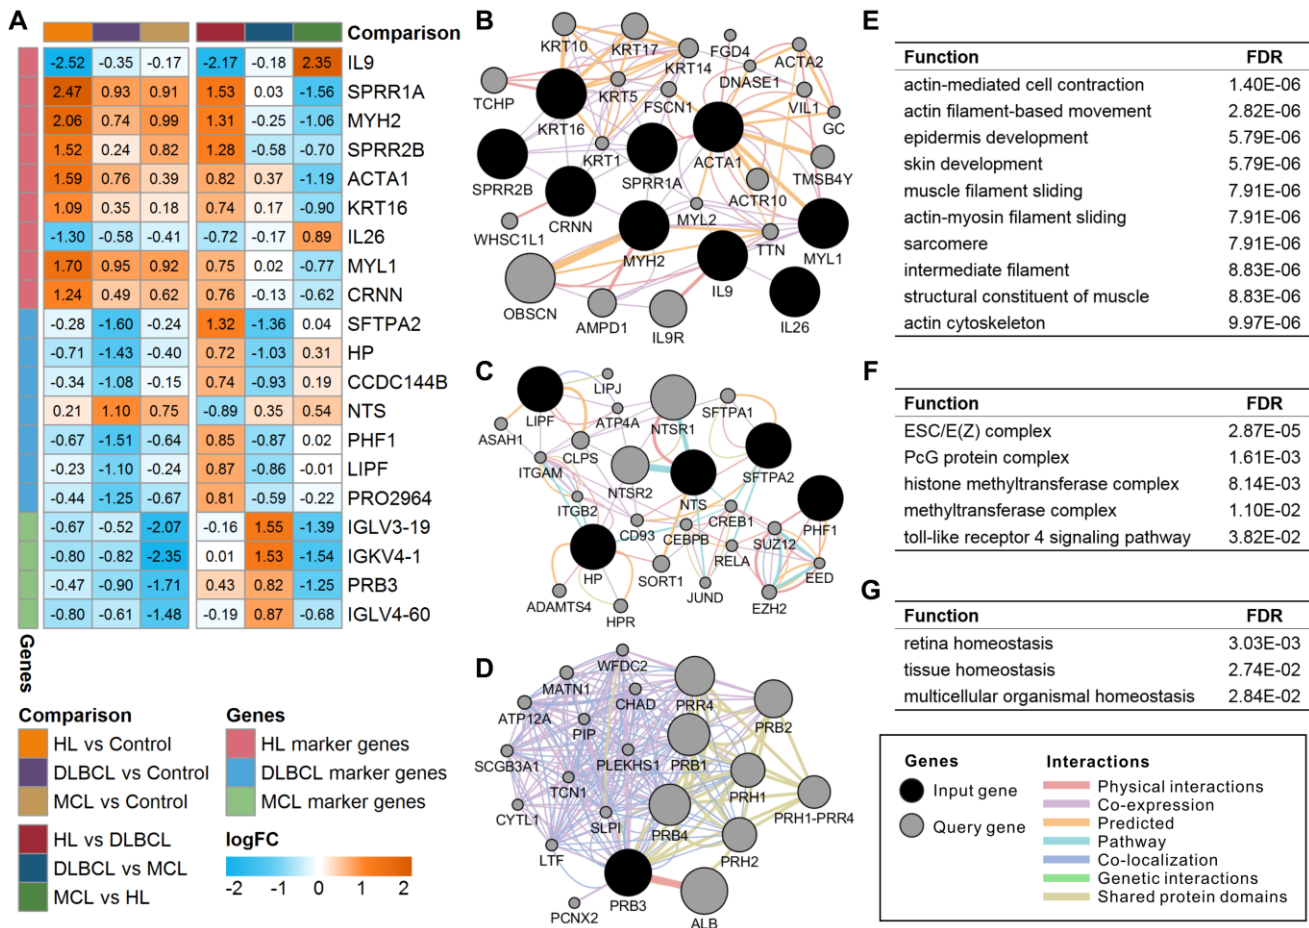 A
Comparison
-2.52 -0.35 -0.17 -2.17 -0.18 2.35 IL9
2.47 0.93 0.91 1.53 0.03 -1.56 SPRR1A
2.06 0.74 0.99 1.31 -0.25 -1.06 MYH2
1.52 0.24 0.82 1.28 -0.58 -0.70 SPRR2B
1.59 0.76 0.39 0.82 0.37 -1.19 ACTA1
1.09 0.35 0.18 0.74 0.17 -0.90 KRT16
-1.30 -0.58 -0.41 -0.72 -0.17 0.89 IL26
1.70 0.95 0.92 0.75 0.02 -0.77 MYL1
1.24 0.49 0.62 0.76 -0.13 -0.62 CRNN
-0.28 -1.60 -0.24 1.32 -1.36 0.04 SFTPA2
-0.71 -1.43 -0.40 0.72 -1.03 0.31 HP
-0.34 -1.08 -0.15 0.74 -0.93 0.19 CCDC144B
0.21 1.10 0.75 -0.89 0.35 0.54 NTS
-0.67 -1.51 -0.64 0.85 -0.87 0.02 PHF1
-0.23 -1.10 -0.24 0.87 -0.86 -0.01 LIPF
-0.44 -1.25 -0.67 0.81 -0.59 -0.22 PRO2964
-0.67 -0.52 -2.07 -0.16 1.55 -1.39 IGLV3-19
-0.80 -0.82 -2.35 0.01 1.53 -1.54 IGKV4-1
-0.47 -0.90 -1.71 0.43 0.82 -1.25 PRB3
-0.80 -0.61 -1.48 -0.19 0.87 -0.68 IGLV4-60
Genes
Comparison
HL vs Control
DLBCL vs Control
MCL vs Control
HL vs DLBCL
DLBCL vs MCL
MCL vs HL
Genes
HL marker genes
DLBCL marker genes
MCL marker genes
logFC
-2 -1 0 1 2
B
KRT10
KRT17
KRT14
FGD4
DNASE1
ACTA2
TCHP
KRT5
FSCN1
VIL1
GC
KRT16
KRT1
ACTA1
SPRR2B
SPRR1A
TMSB4Y
ACTR10
CRNN
MYL2
WHSC1L1
MYH2
TTN
MYL1
OBSCN
IL9
AMPD1
IL9R
IL26
C
LIPJ
LIPF
ATP4A
NTSR1
SFTPA1
ASAH1
CLPS
ITGAM
NTSR2
NTS
SFTPA2
ITGB2
CD93
CEBPB
CREB1
PHF1
SUZ12
HP
SORT1
RELA
EED
ADAMTS4
HPR
JUND
EZH2
D
WFDC2
MATN1
CHAD
PRR4
PRB2
ATP12A
PIP
SCGB3A1
PLEKHS1
PRB1
TCN1
PRH1
PRH1-PRR4
CYTL1
SLPI
PRB4
LTF
PRH2
PRB3
PCNX2
ALB
E
Function FDR
actin-mediated cell contraction 1.40E-06
actin filament-based movement 2.82E-06
epidermis development 5.79E-06
skin development 5.79E-06
muscle filament sliding 7.91E-06
actin-myosin filament sliding 7.91E-06
sarcomere 7.91E-06
intermediate filament 8.83E-06
structural constituent of muscle 8.83E-06
actin cytoskeleton 9.97E-06
F
Function FDR
ESC/E(Z) complex 2.87E-05
PcG protein complex 1.61E-03
histone methyltransferase complex 8.14E-03
methyltransferase complex 1.10E-02
toll-like receptor 4 signaling pathway 3.82E-02
G
Function FDR
retina homeostasis 3.03E-03
tissue homeostasis 2.74E-02
multicellular organismal homeostasis 2.84E-02
Genes
Input gene
Query gene
Interactions
Physical interactions
Co-expression
Predicted
Pathway
Co-localization
Genetic interactions
Shared protein domains